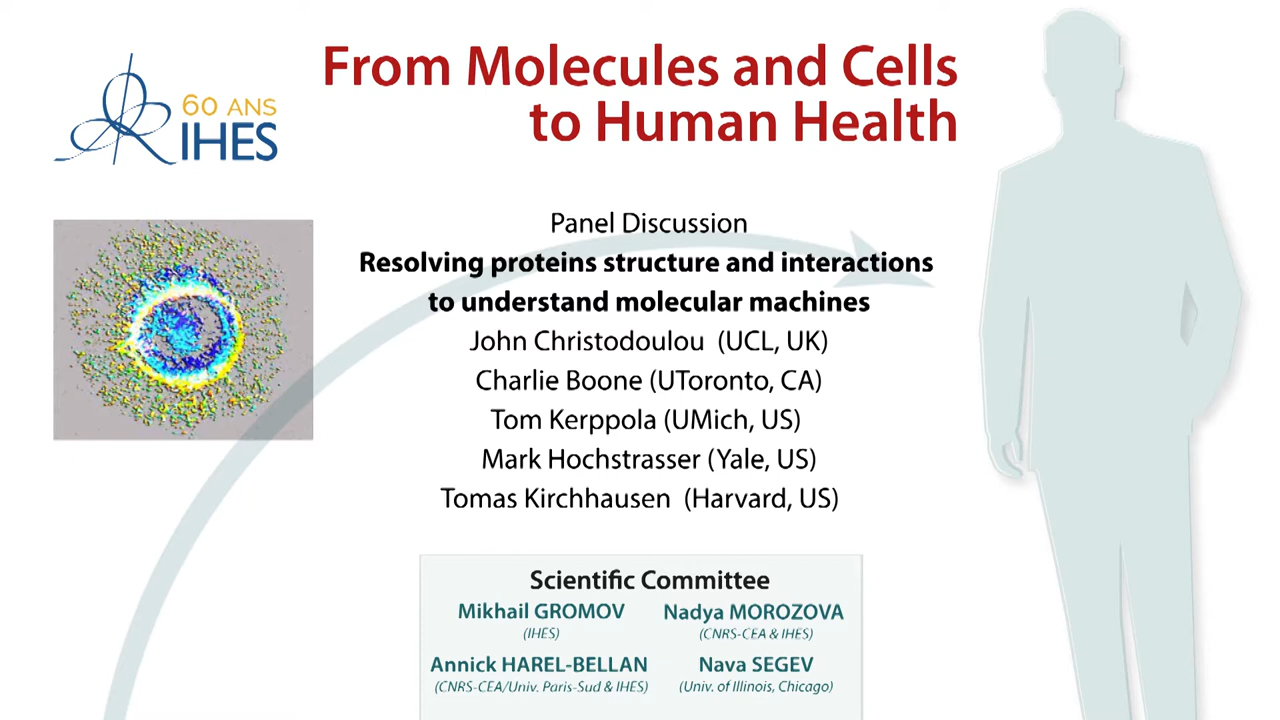 From Molecules and Cells
to Human Health
60 ANS
IHES
Panel Discussion
Resolving proteins structure and interactions
to understand molecular machines
John Christodoulou (UCL, UK)
Charlie Boone (UToronto, CA)
Tom Kerppola (UMich, US)
Mark Hochstrasser (Yale, US)
Tomas Kirchhausen (Harvard, US)
Scientific Committee
Mikhail GROMOV
(IHES)
Nadya MOROZOVA
(CNRS-CEA & IHES)
Annick HAREL-BELLAN
(CNRS-CEA/Univ. Paris-Sud & IHES)
Nava SEGEV
(Univ. of Illinois, Chicago)